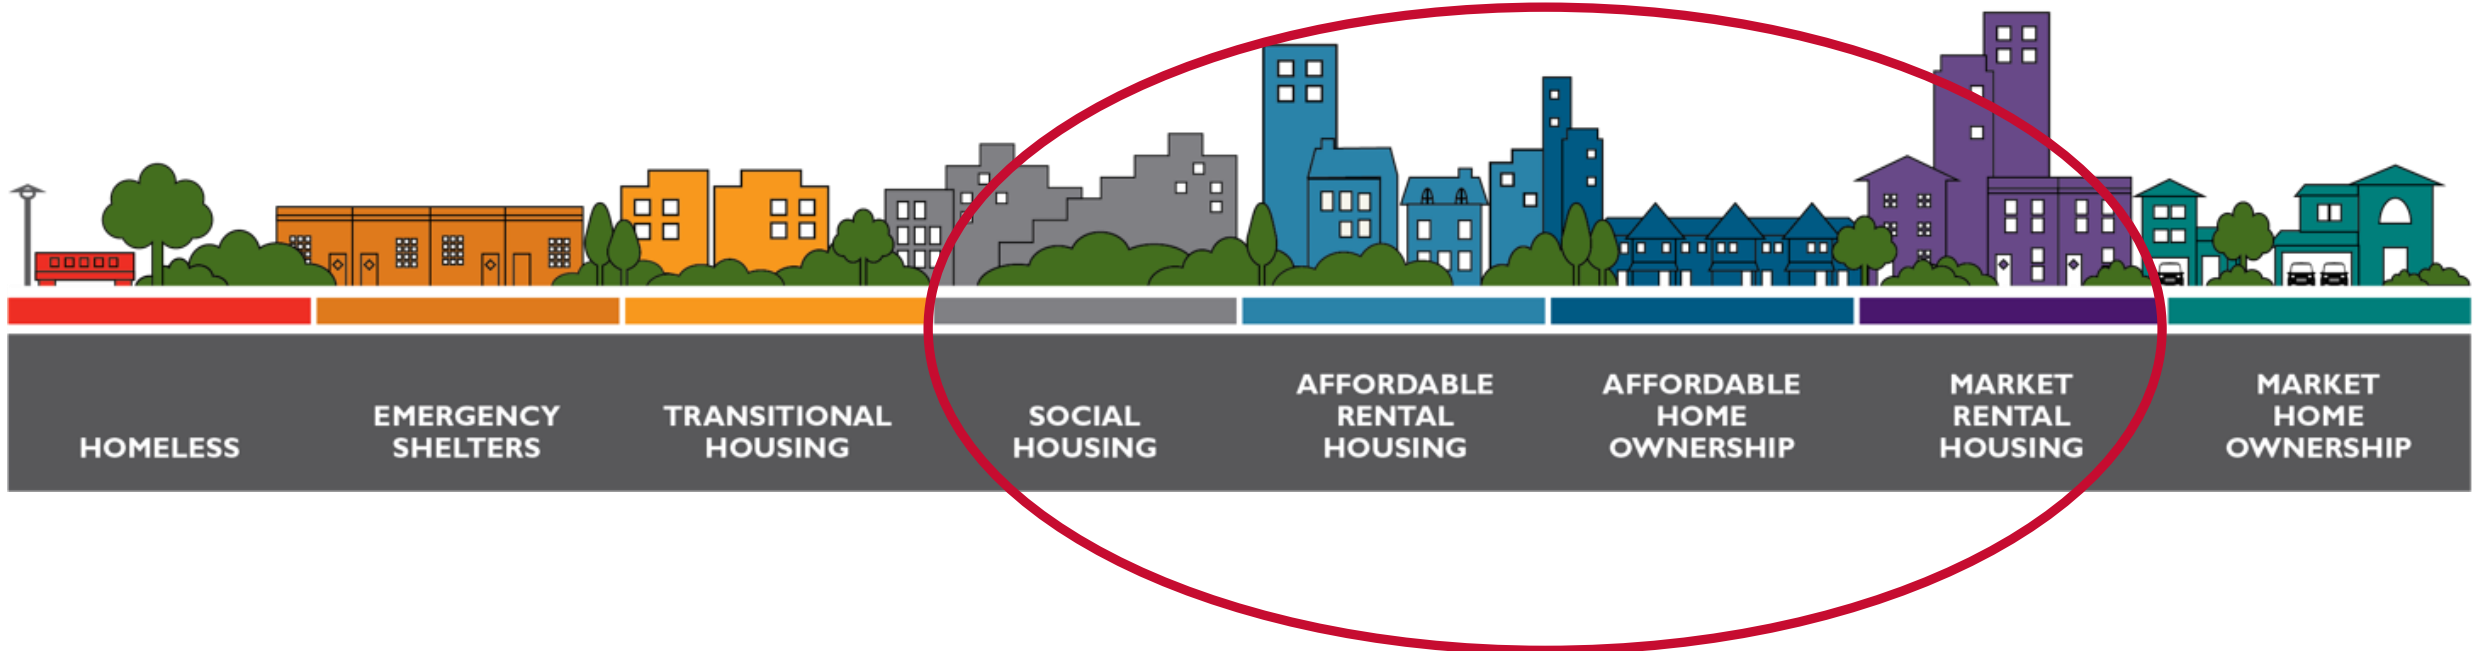 HOMELESS
EMERGENCY
SHELTERS
TRANSITIONAL
HOUSING
SOCIAL
HOUSING
AFFORDABLE
RENTAL
HOUSING
AFFORDABLE
HOME
OWNERSHIP
MARKET
RENTAL
HOUSING
MARKET
HOME
OWNERSHIP